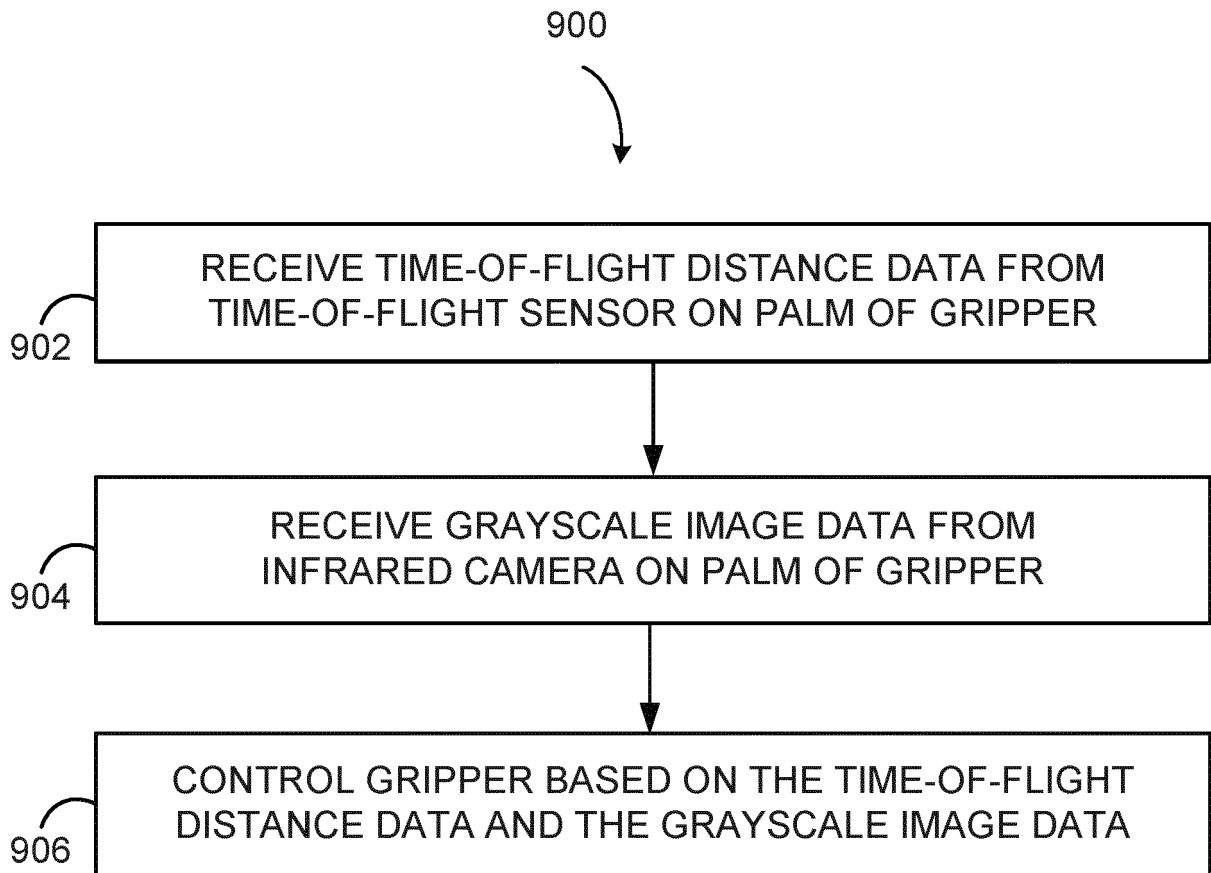 900
RECEIVE TIME-OF-FLIGHT DISTANCE DATA FROM
TIME-OF-FLIGHT SENSOR ON PALM OF GRIPPER
902
RECEIVE GRAYSCALE IMAGE DATA FROM
INFRARED CAMERA ON PALM OF GRIPPER
904
CONTROL GRIPPER BASED ON THE TIME-OF-FLIGHT
DISTANCE DATA AND THE GRAYSCALE IMAGE DATA
906